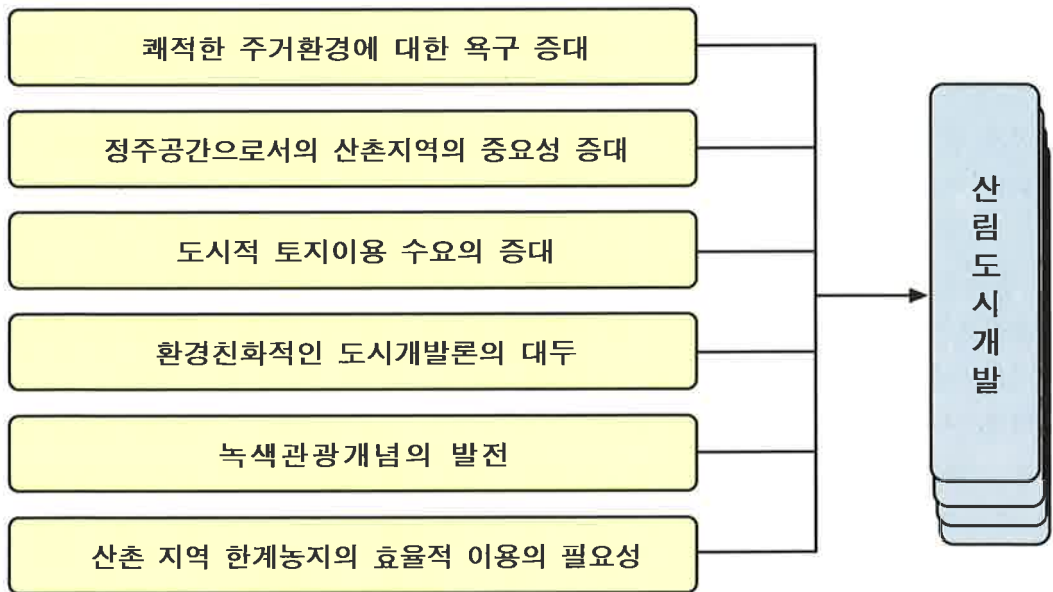 쾌적한 주거환경에 대한 욕구 증대
정주공간으로서의 산촌지역의 중요성 증대
도시적 토지이용 수요의 증대
환경친화적인 도시개발론의 대두
녹색관광개념의 발전
산촌 지역 한계농지의 효율적 이용의 필요성
산림도시개발